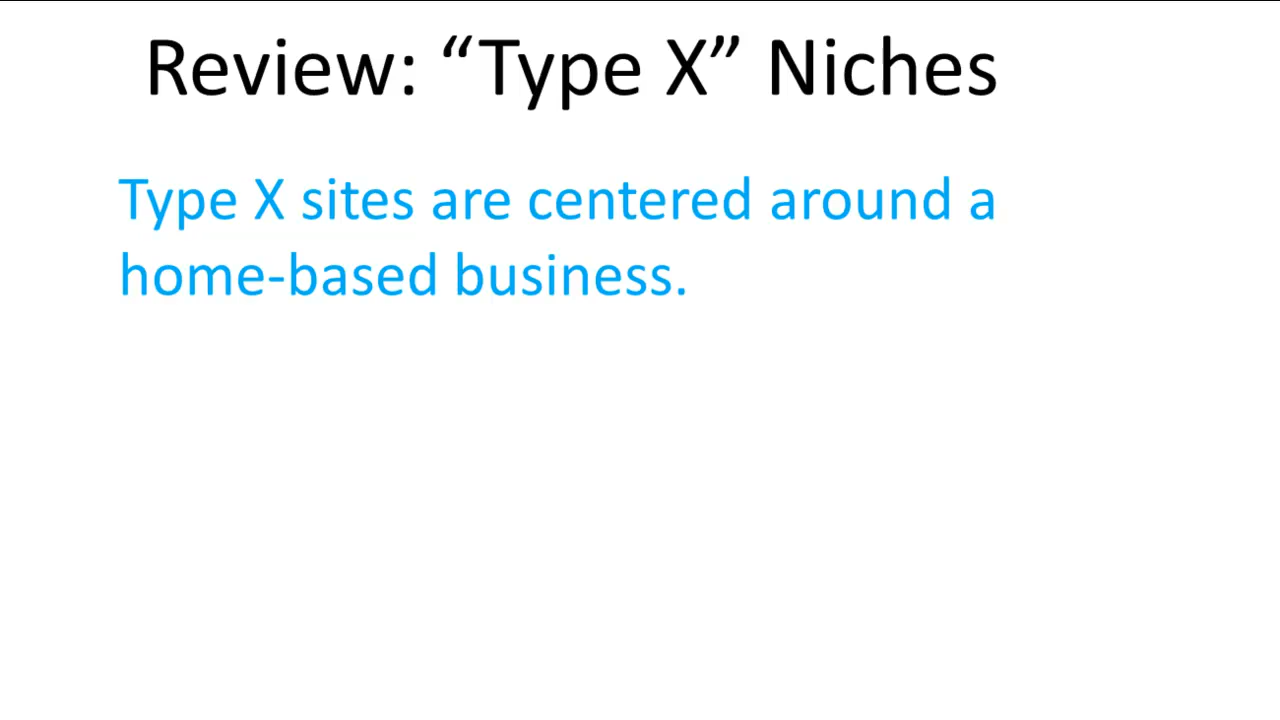 Review: “Type X” Niches
Type X sites are centered around a
home-based business.